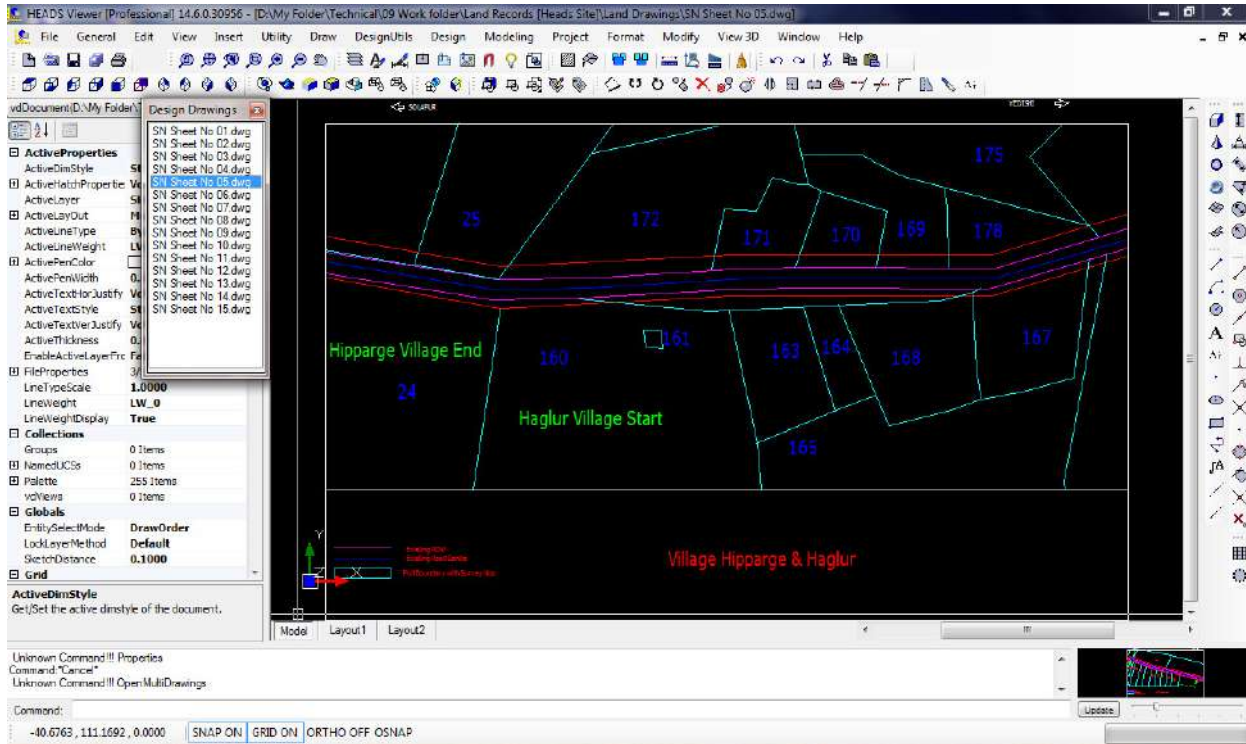 HEADS Viewer [Professional] 14.6.0.30956 - [D:\My Folder\Technical\09 Work folder\Land Records [Heads Site]\Land Drawings\SN Sheet No 05.dwg]
File General Edit View Insert Utility Draw DesignUtils Design Modeling Project Format Modify View 3D Window Help
vdDocument(D:\My Folder\
Design Drawings
SN Sheet No 01.dwg
SN Sheet No 02.dwg
SN Sheet No 03.dwg
SN Sheet No 04.dwg
SN Sheet No 05.dwg
SN Sheet No 06.dwg
SN Sheet No 07.dwg
SN Sheet No 08.dwg
SN Sheet No 09.dwg
SN Sheet No 10.dwg
SN Sheet No 11.dwg
SN Sheet No 12.dwg
SN Sheet No 13.dwg
SN Sheet No 14.dwg
SN Sheet No 15.dwg
ActiveProperties
ActiveDimStyle
ActiveHatchPropertie
ActiveLayer
ActiveLayOut
ActiveLineType
ActiveLineWeight
ActivePenColor
ActivePenWidth
ActiveTextHorJustify
ActiveTextStyle
ActiveTextVerJustify
ActiveThickness
EnableActiveLayerFrc
FileProperties
LineTypeScale 1.0000
LineWeight LW_0
LineWeightDisplay True
Collections
Groups 0 Items
NamedUCSs 0 Items
Palette 255 Items
vdViews 0 Items
Globals
EntitySelectMode DrawOrder
LockLayerMethod Default
SketchDistance 0.1000
Grid
ActiveDimStyle
Get/Set the active dimstyle of the document.
SOLAPUR
175
25
172
171
170
169
178
Hipparge Village End
160
161
163
164
168
167
24
Haglur Village Start
165
Y
Village Hipparge & Haglur
Model Layout1 Layout2
Unknown Command!!! Properties
Command:"Cancel"
Unknown Command!!! OpenMultiDrawings
Command:
Update
-40.6763 , 111.1692 , 0.0000 SNAP ON GRID ON ORTHO OFF OSNAP